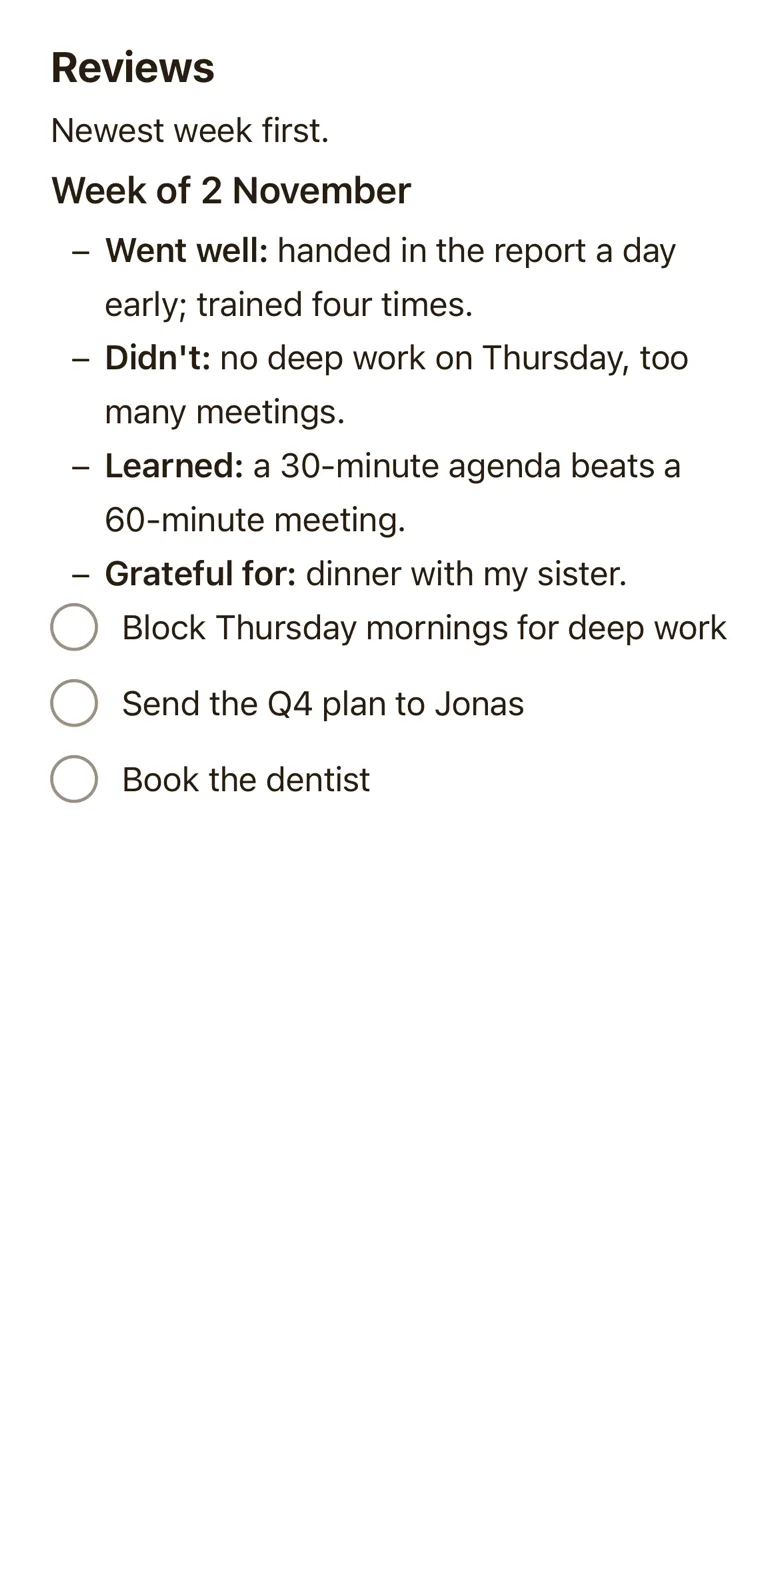 Reviews
Newest week first.
Week of 2 November
– Went well: handed in the report a day
early; trained four times.
– Didn't: no deep work on Thursday, too
many meetings.
– Learned: a 30-minute agenda beats a
60-minute meeting.
– Grateful for: dinner with my sister.
Block Thursday mornings for deep work
Send the Q4 plan to Jonas
Book the dentist